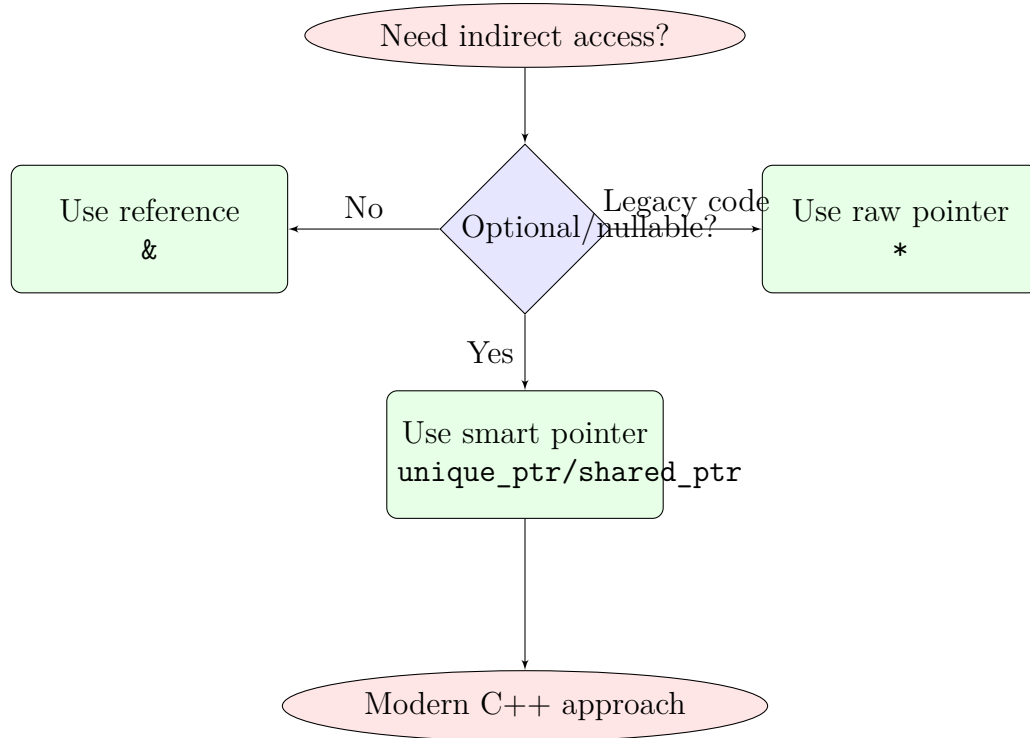 Need indirect access?
Use reference
&
No
Optional/nullable?
Legacy code
Use raw pointer
*
Yes
Use smart pointer
unique_ptr/shared_ptr
Modern C++ approach